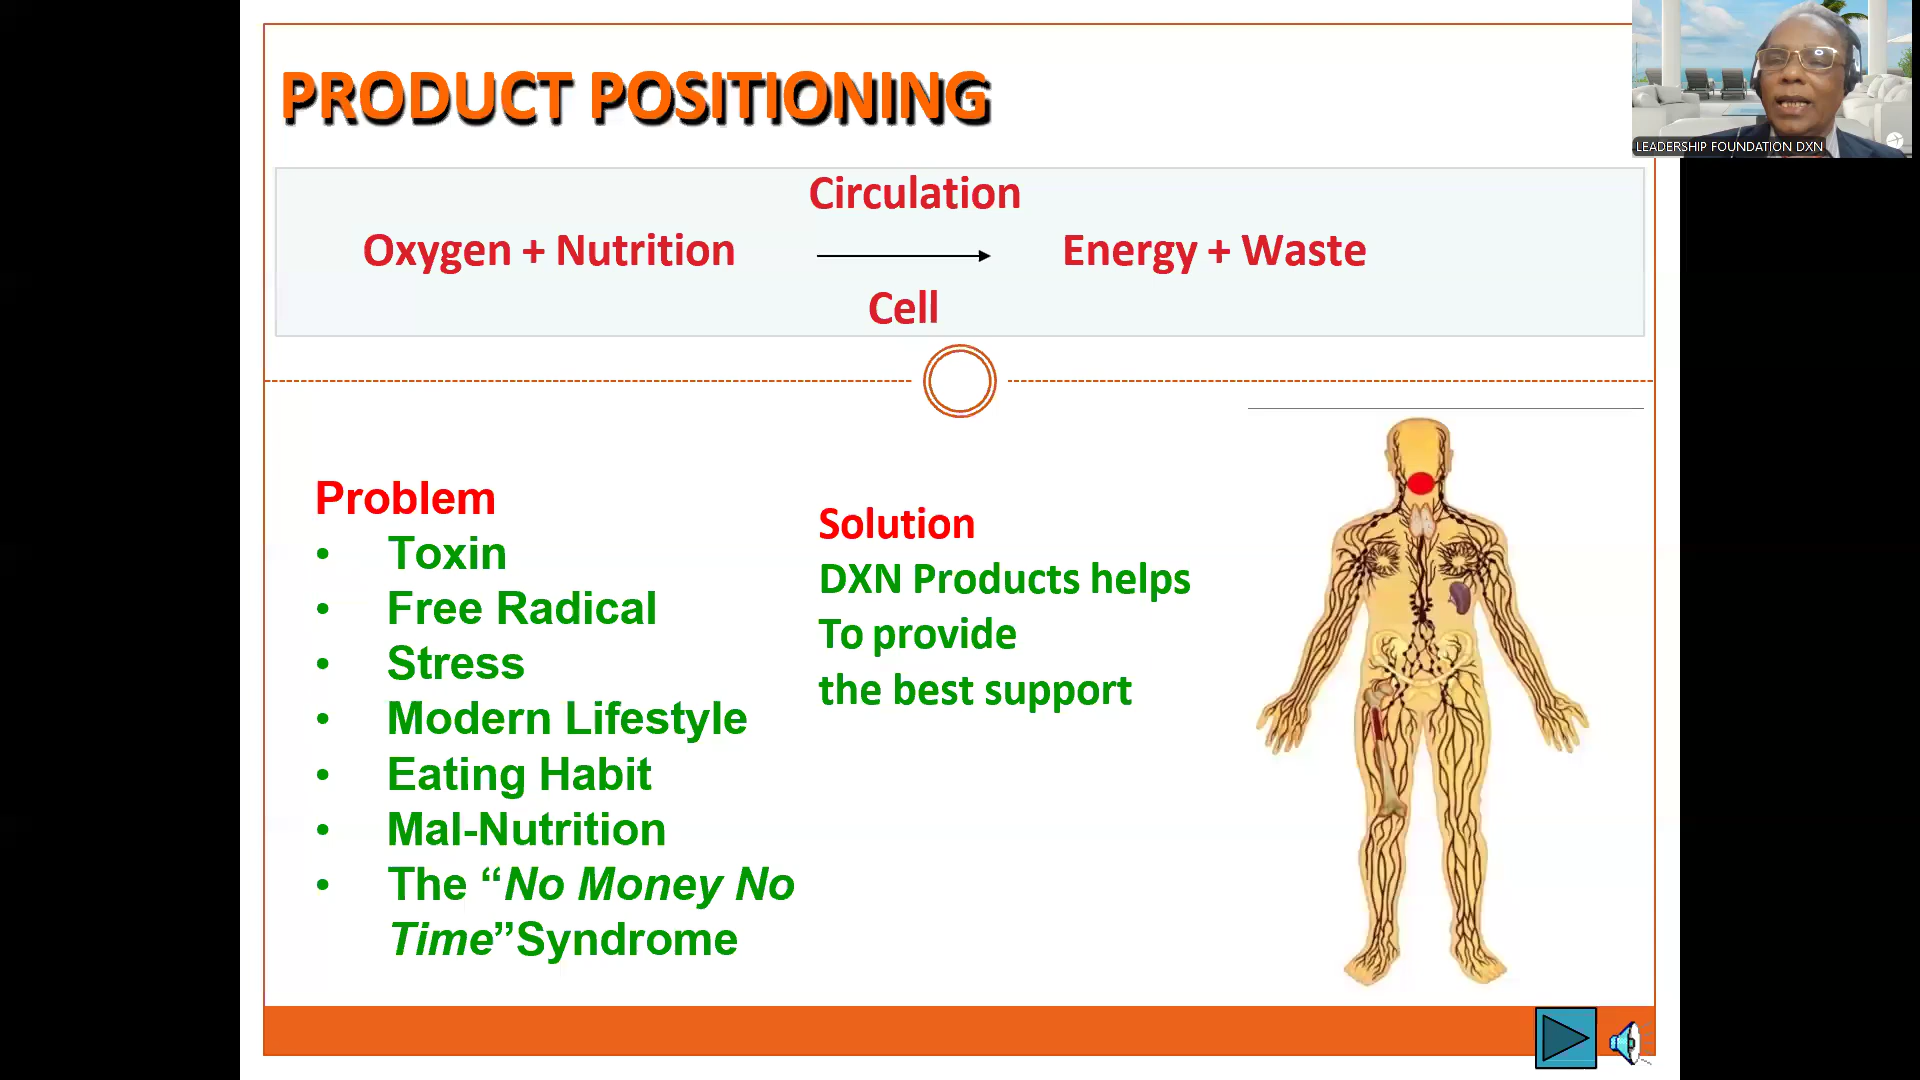 PRODUCT POSITIONING
LEADERSHIP FOUNDATION DXN
Circulation
Oxygen + Nutrition
Energy + Waste
Cell
Problem
• Toxin
• Free Radical
• Stress
• Modern Lifestyle
• Eating Habit
• Mal-Nutrition
• The “No Money No
Time”Syndrome
Solution
DXN Products helps
To provide
the best support